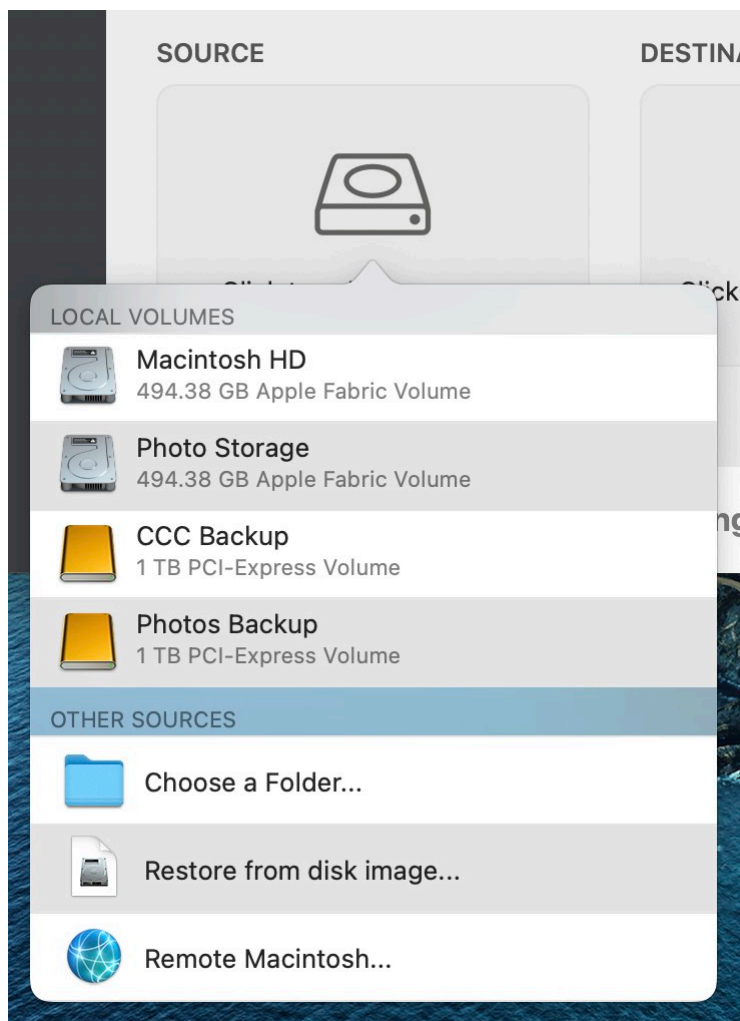 SOURCE
DESTINA
LOCAL VOLUMES
Macintosh HD
494.38 GB Apple Fabric Volume
Photo Storage
494.38 GB Apple Fabric Volume
CCC Backup
1 TB PCI-Express Volume
Photos Backup
1 TB PCI-Express Volume
OTHER SOURCES
Choose a Folder...
Restore from disk image...
Remote Macintosh...